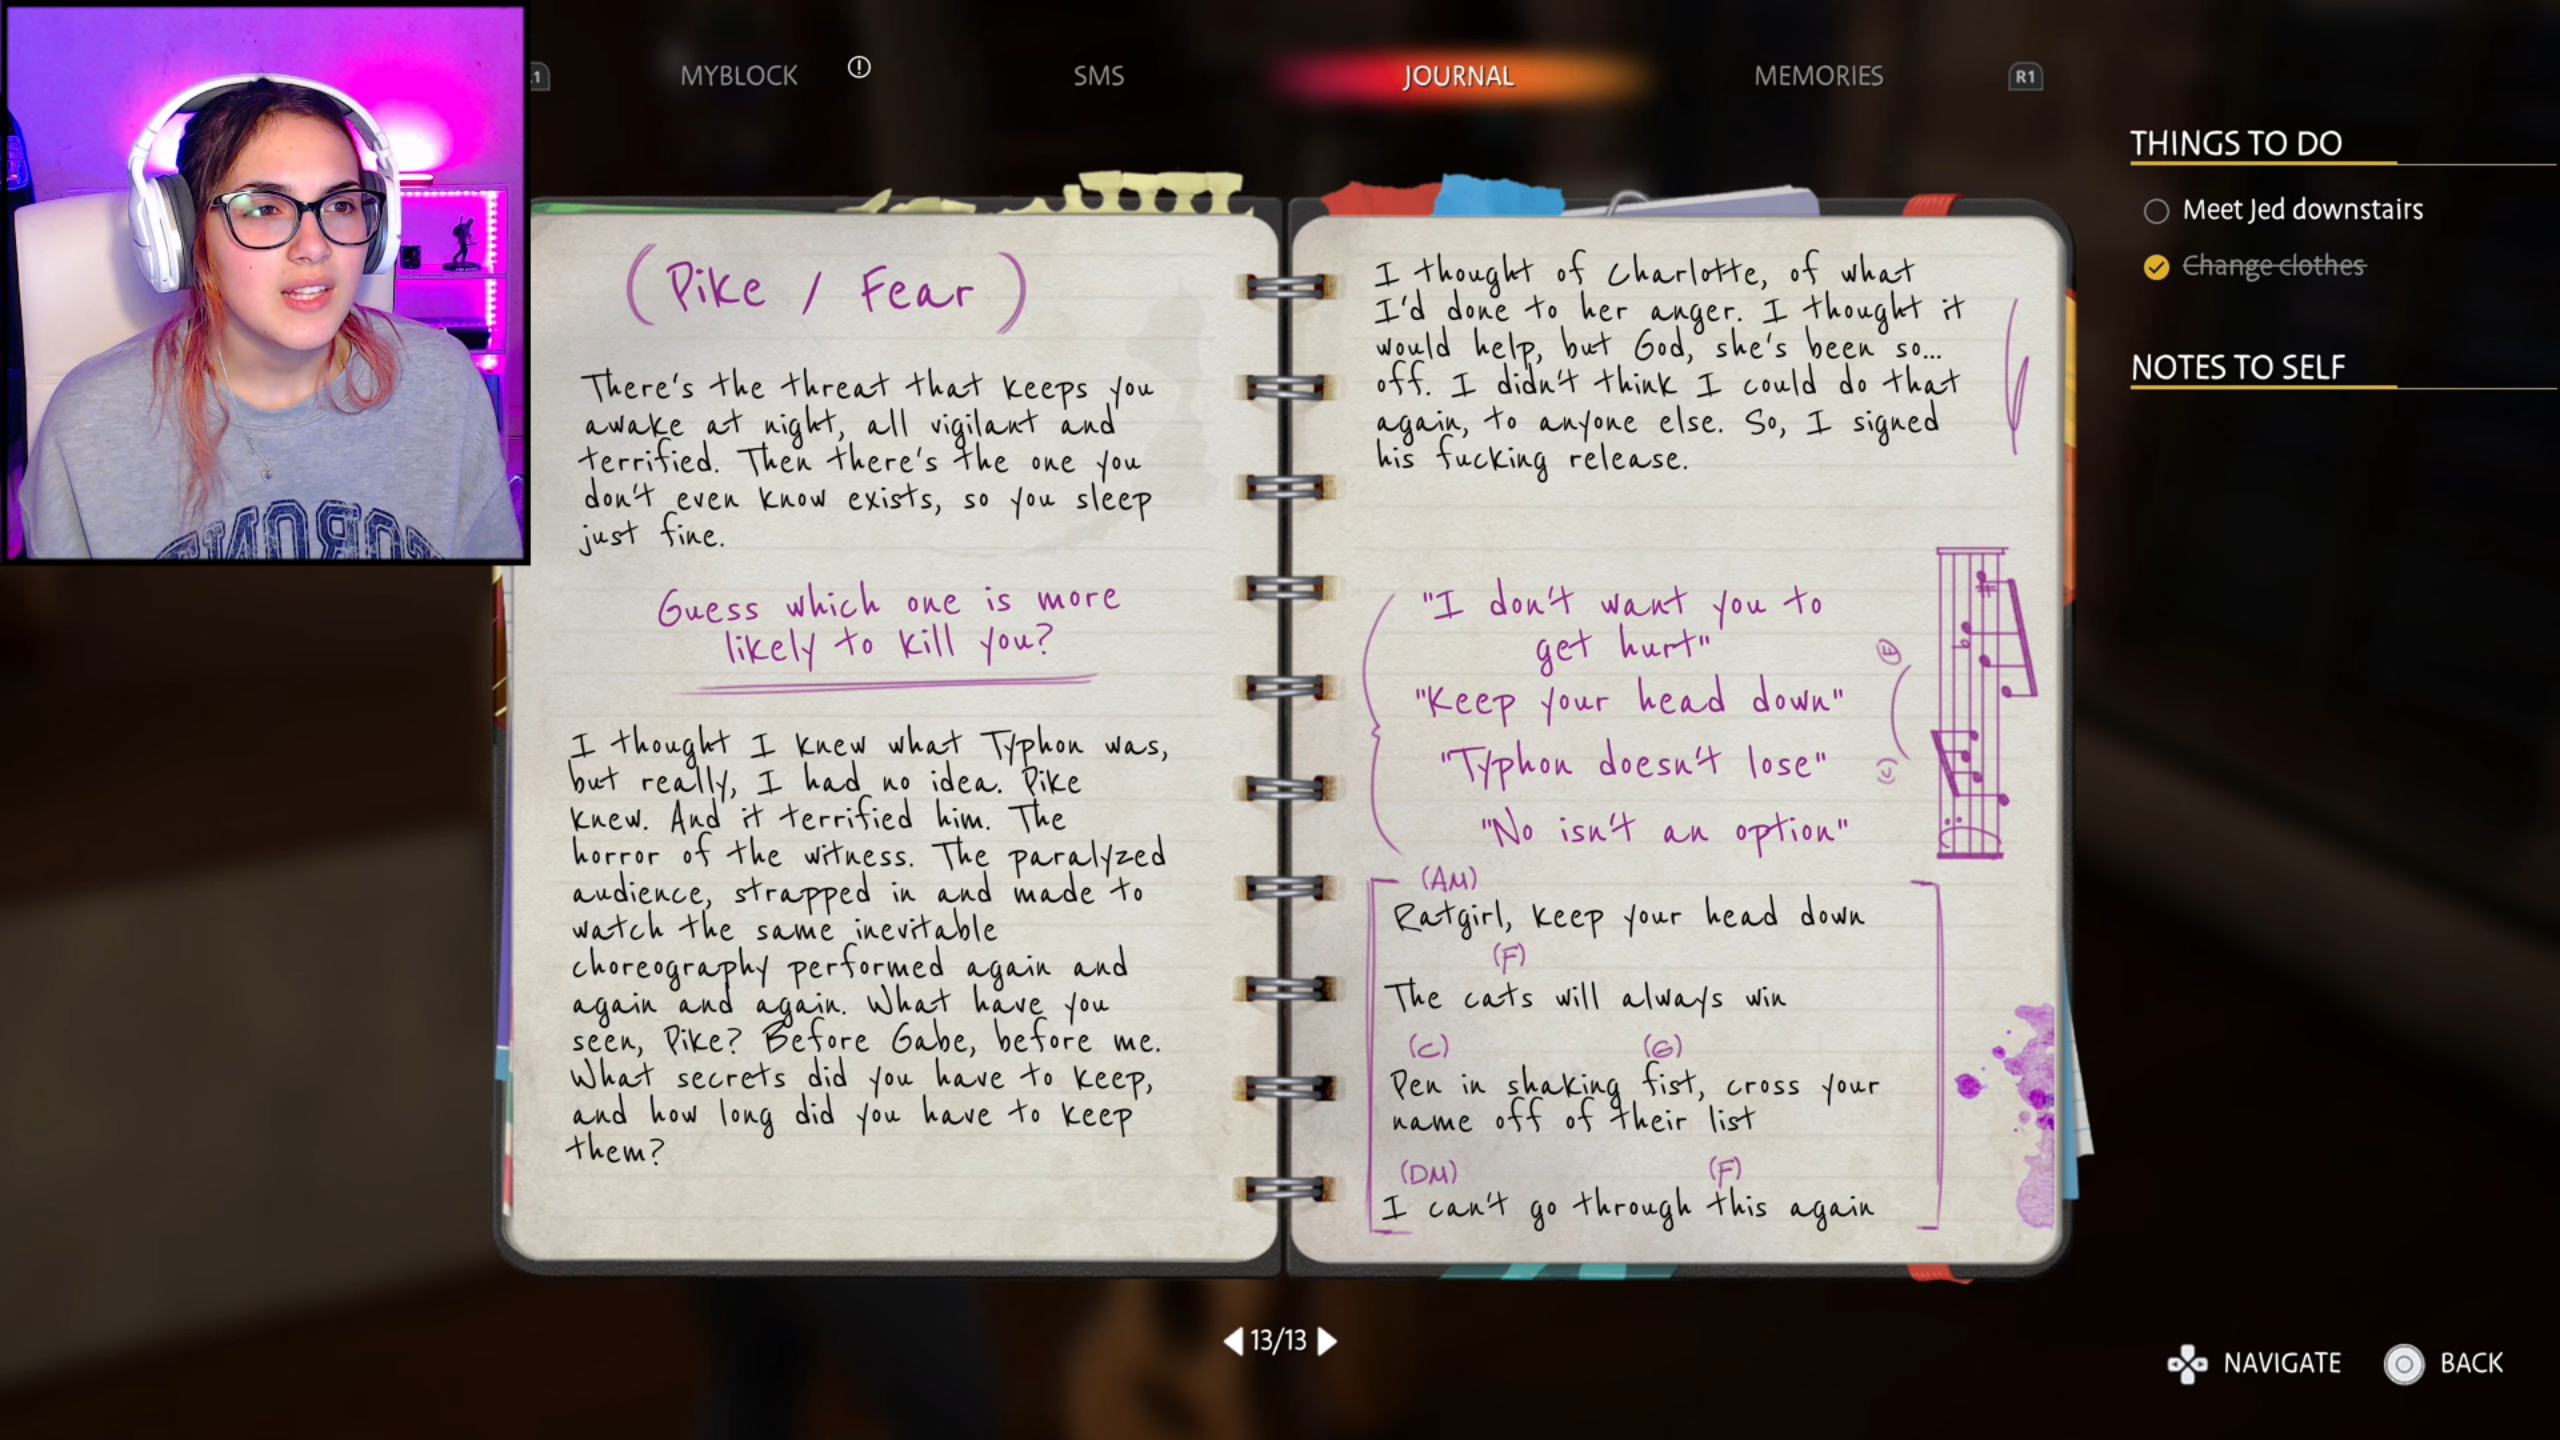 MYBLOCK
SMS
JOURNAL
MEMORIES
R1
THINGS TO DO
Meet Jed downstairs
Change clothes
NOTES TO SELF
(Pike / Fear)
There's the threat that keeps you
awake at night, all vigilant and
terrified. Then there's the one you
don't even know exists, so you sleep
just fine.
Guess which one is more
likely to kill you?
I thought I knew what Typhon was,
but really, I had no idea. Pike
knew. And it terrified him. The
horror of the witness. The paralyzed
audience, strapped in and made to
watch the same inevitable
choreography performed again and
again and again. What have you
seen, Pike? Before Gabe, before me.
What secrets did you have to keep,
and how long did you have to keep
them?
I thought of Charlotte, of what
I'd done to her anger. I thought it
would help, but God, she's been so...
off. I didn't think I could do that
again, to anyone else. So, I signed
his fucking release.
"I don't want you to
get hurt"
"Keep your head down"
"Typhon doesn't lose"
"No isn't an option"
(E)
(C)
(AM)
Ratgirl, keep your head down
(F)
The cats will always win
(C) (G)
Pen in shaking fist, cross your
name off of their list
(DM) (F)
I can't go through this again
13/13
NAVIGATE
BACK